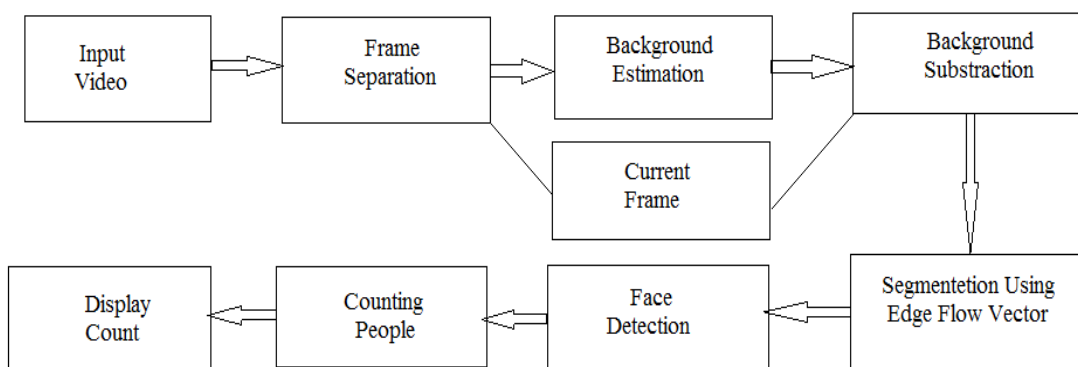 Input
Video
Frame
Separation
Background
Estimation
Background
Substraction
Current
Frame
Segmentetion Using
Edge Flow Vector
Face
Detection
Counting
People
Display
Count